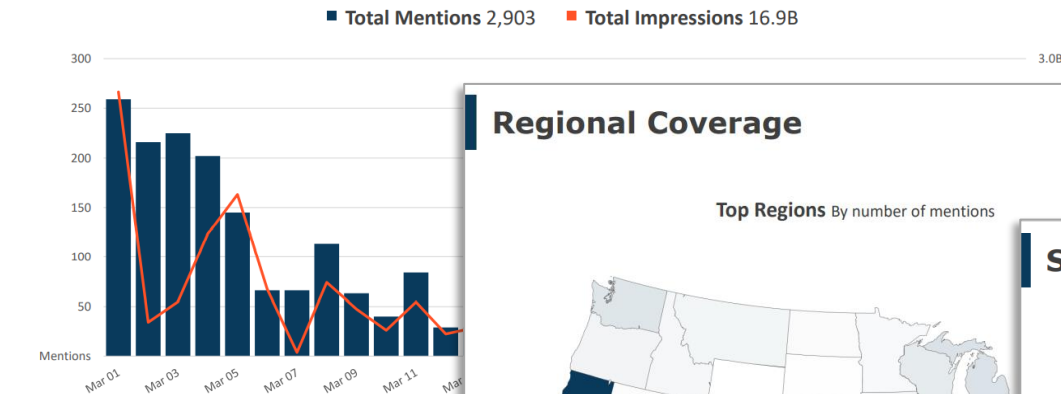 Total Mentions 2,903 Total Impressions 16.9B
300
250
200
150
100
50
Mentions
Mar 01 Mar 03 Mar 05 Mar 07 Mar 09 Mar 11 Mar
3.0B
Regional Coverage
Top Regions By number of mentions
S